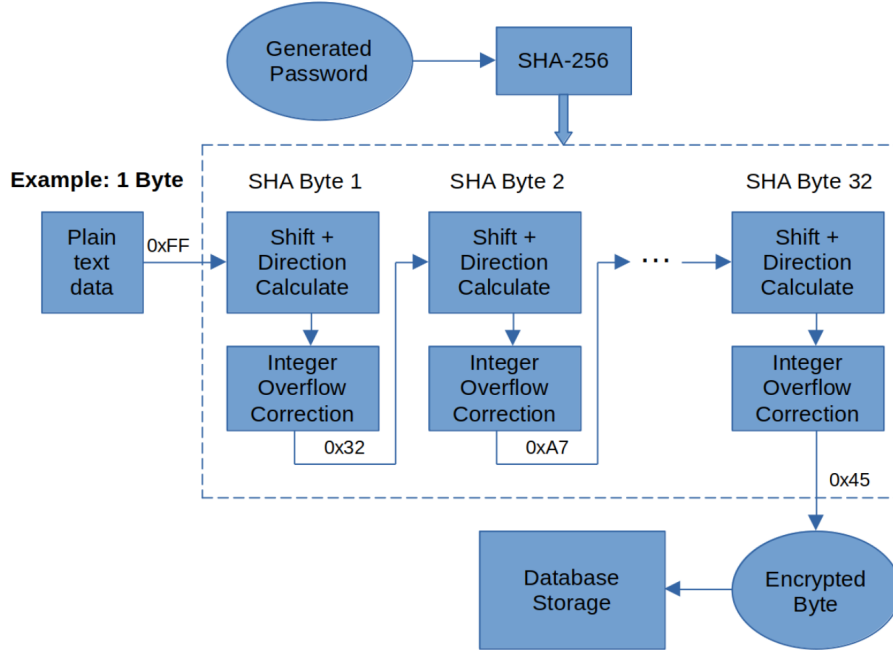 Generated
Password
SHA-256
Example: 1 Byte
SHA Byte 1
SHA Byte 2
SHA Byte 32
Plain
text
data
0xFF
Shift +
Direction
Calculate
Shift +
Direction
Calculate
...
Shift +
Direction
Calculate
Integer
Overflow
Correction
Integer
Overflow
Correction
Integer
Overflow
Correction
0x32
0xA7
0x45
Database
Storage
Encrypted
Byte